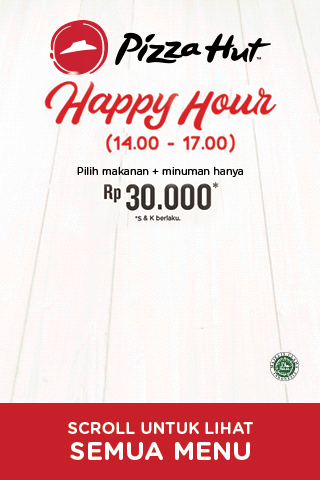 Pizza Hut
Happy Hour
(14.00 - 17.00)
Pilih makanan + minuman hanya
Rp 30.000*
*S & K berlaku.
SCROLL UNTUK LIHAT
SEMUA MENU